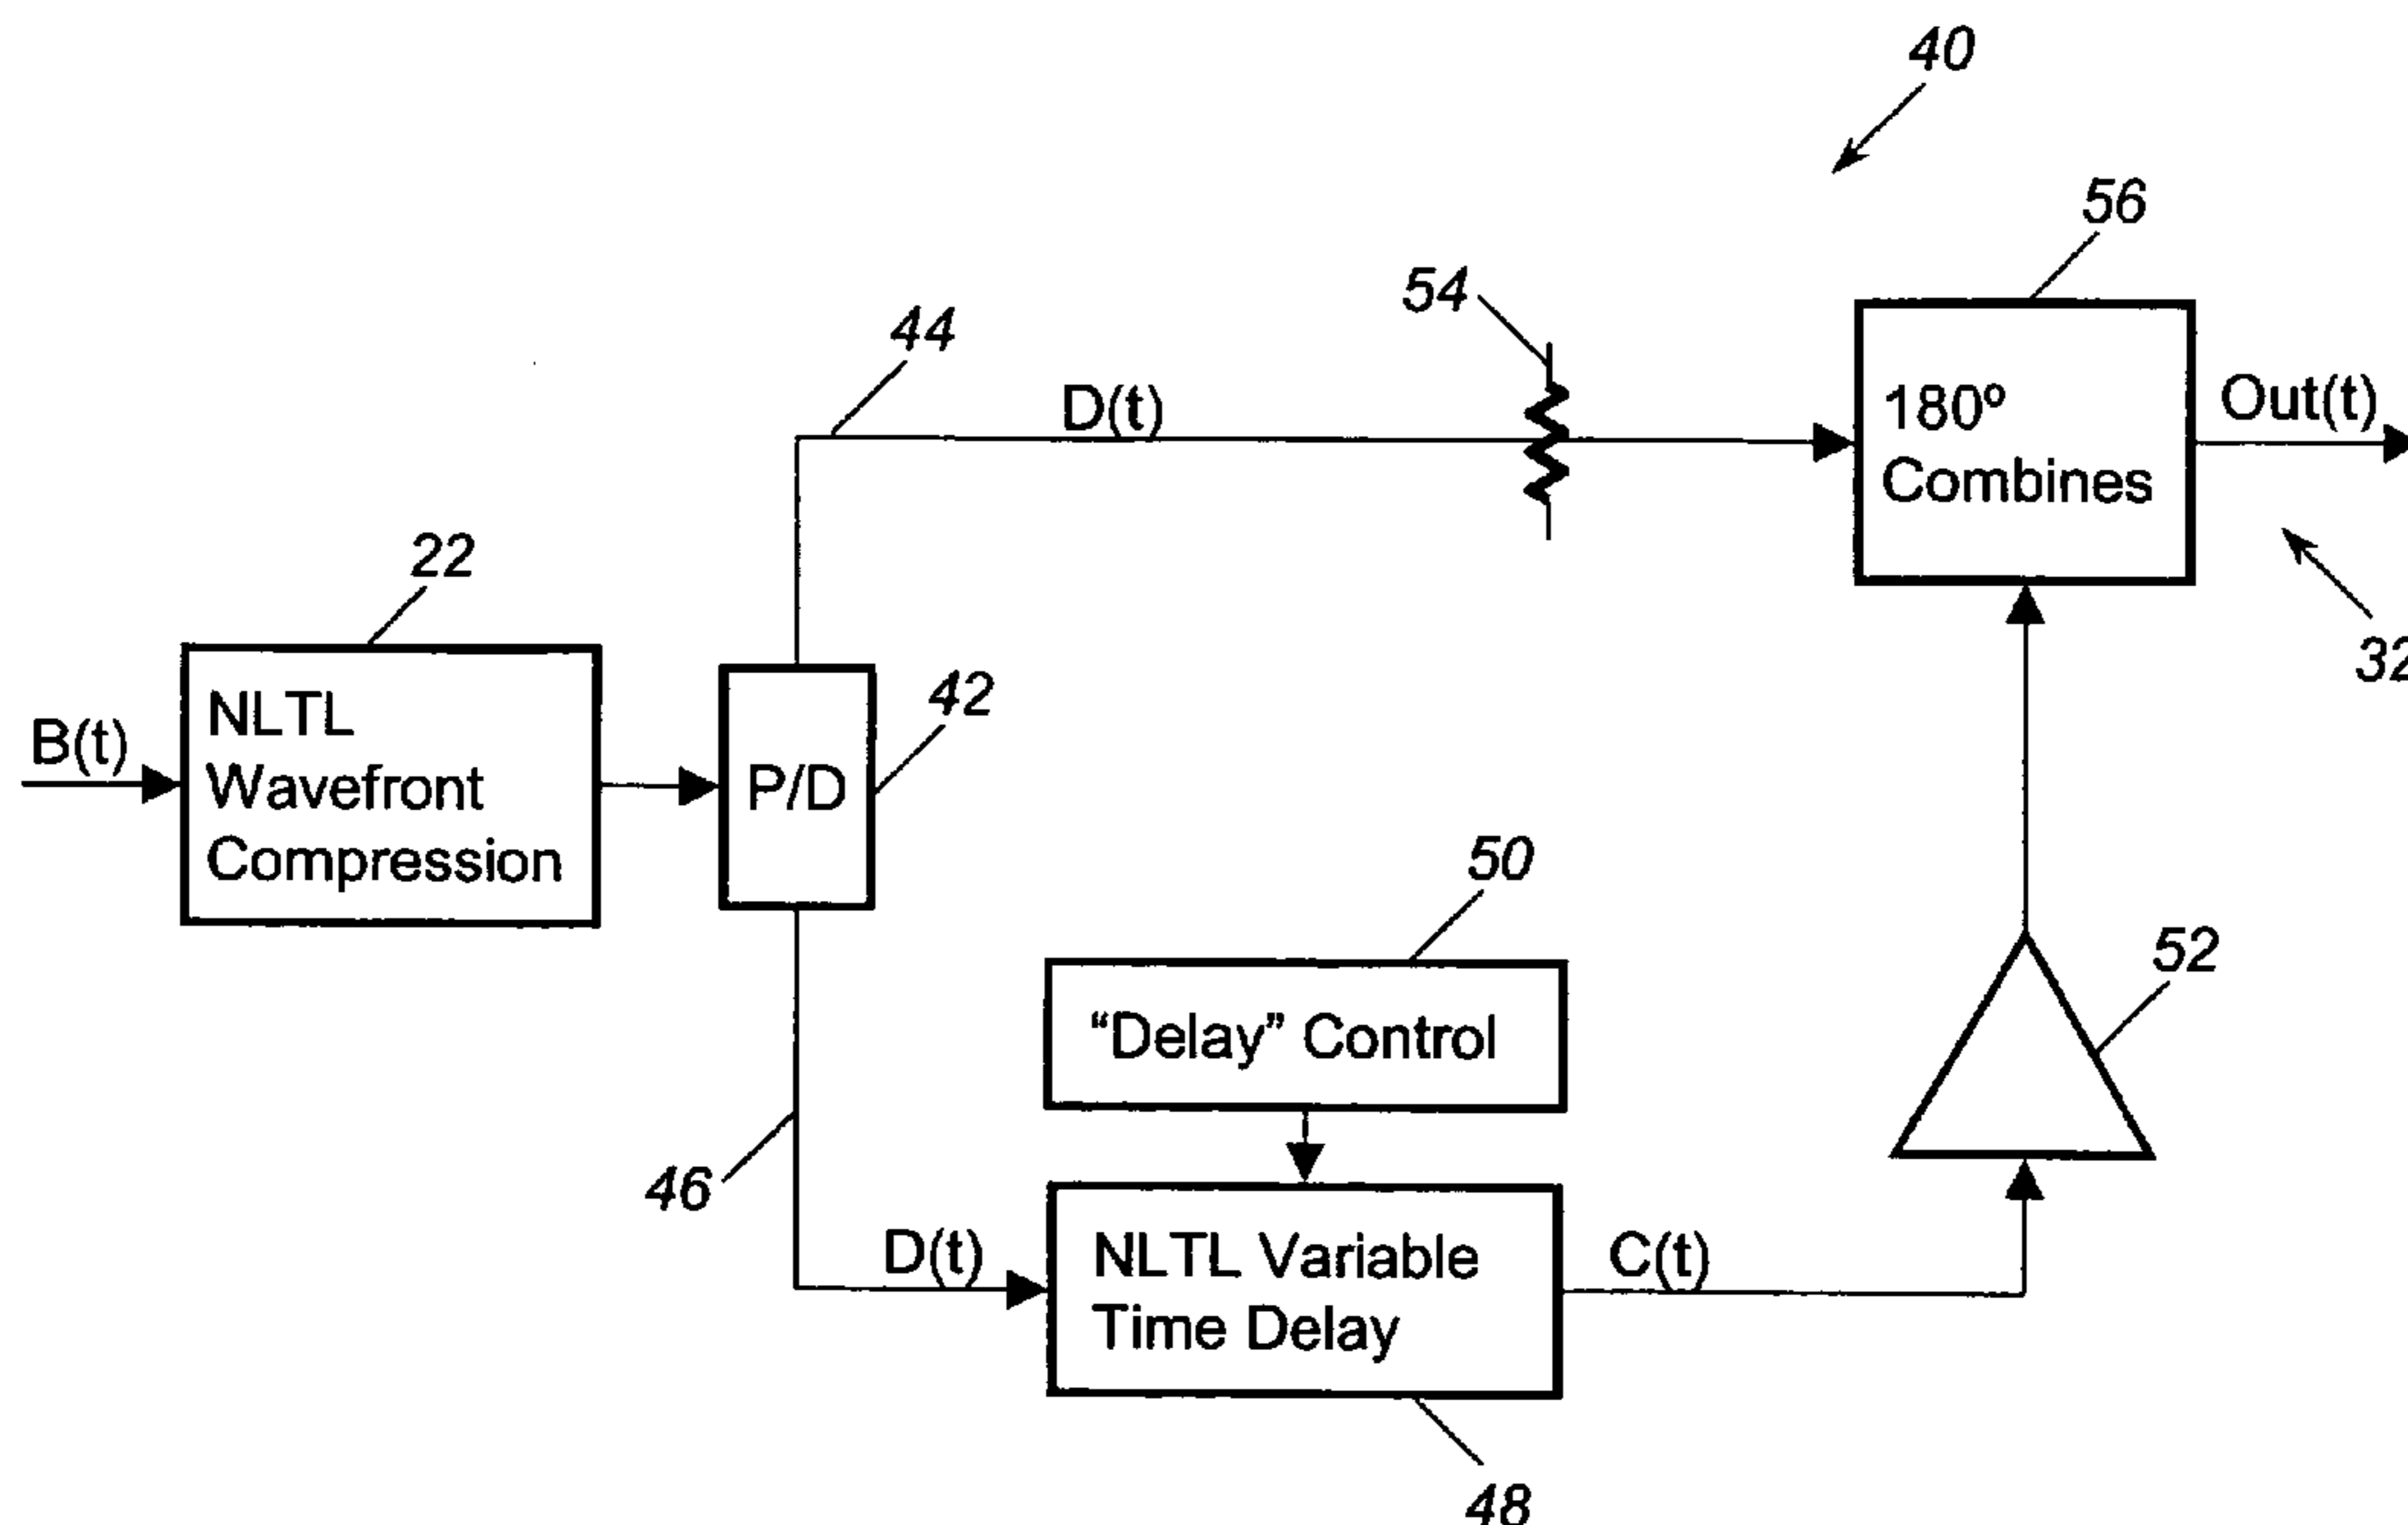 40
56
54
44
D(t)
180º
Combines
Out(t)
22
32
42
B(t)
NLTL
Wavefront
Compression
P/D
50
"Delay" Control
52
46
D(t)
NLTL Variable
Time Delay
C(t)
48